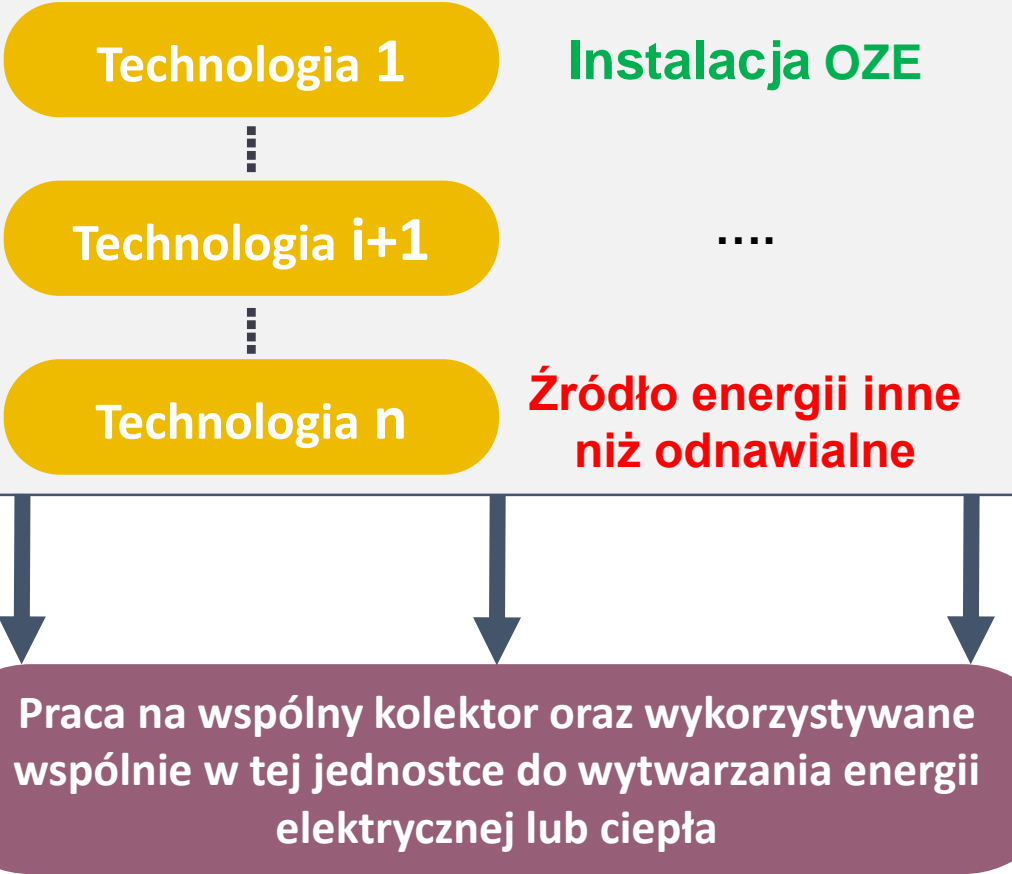 Technologia 1
Instalacja OZE
Technologia i+1
....
Technologia n
Źródło energii inne
niż odnawialne
Praca na wspólny kolektor oraz wykorzystywane
wspólnie w tej jednostce do wytwarzania energii
elektrycznej lub ciepła